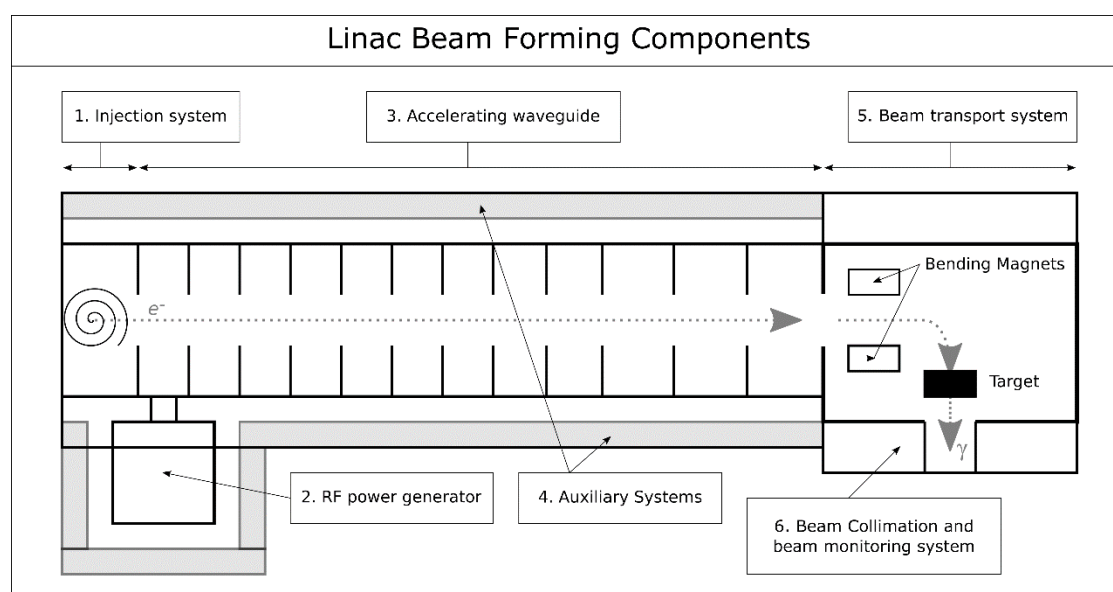 Linac Beam Forming Components
1. Injection system
3. Accelerating waveguide
5. Beam transport system
Bending Magnets
e-
Target
γ
2. RF power generator
4. Auxiliary Systems
6. Beam Collimation and
beam monitoring system